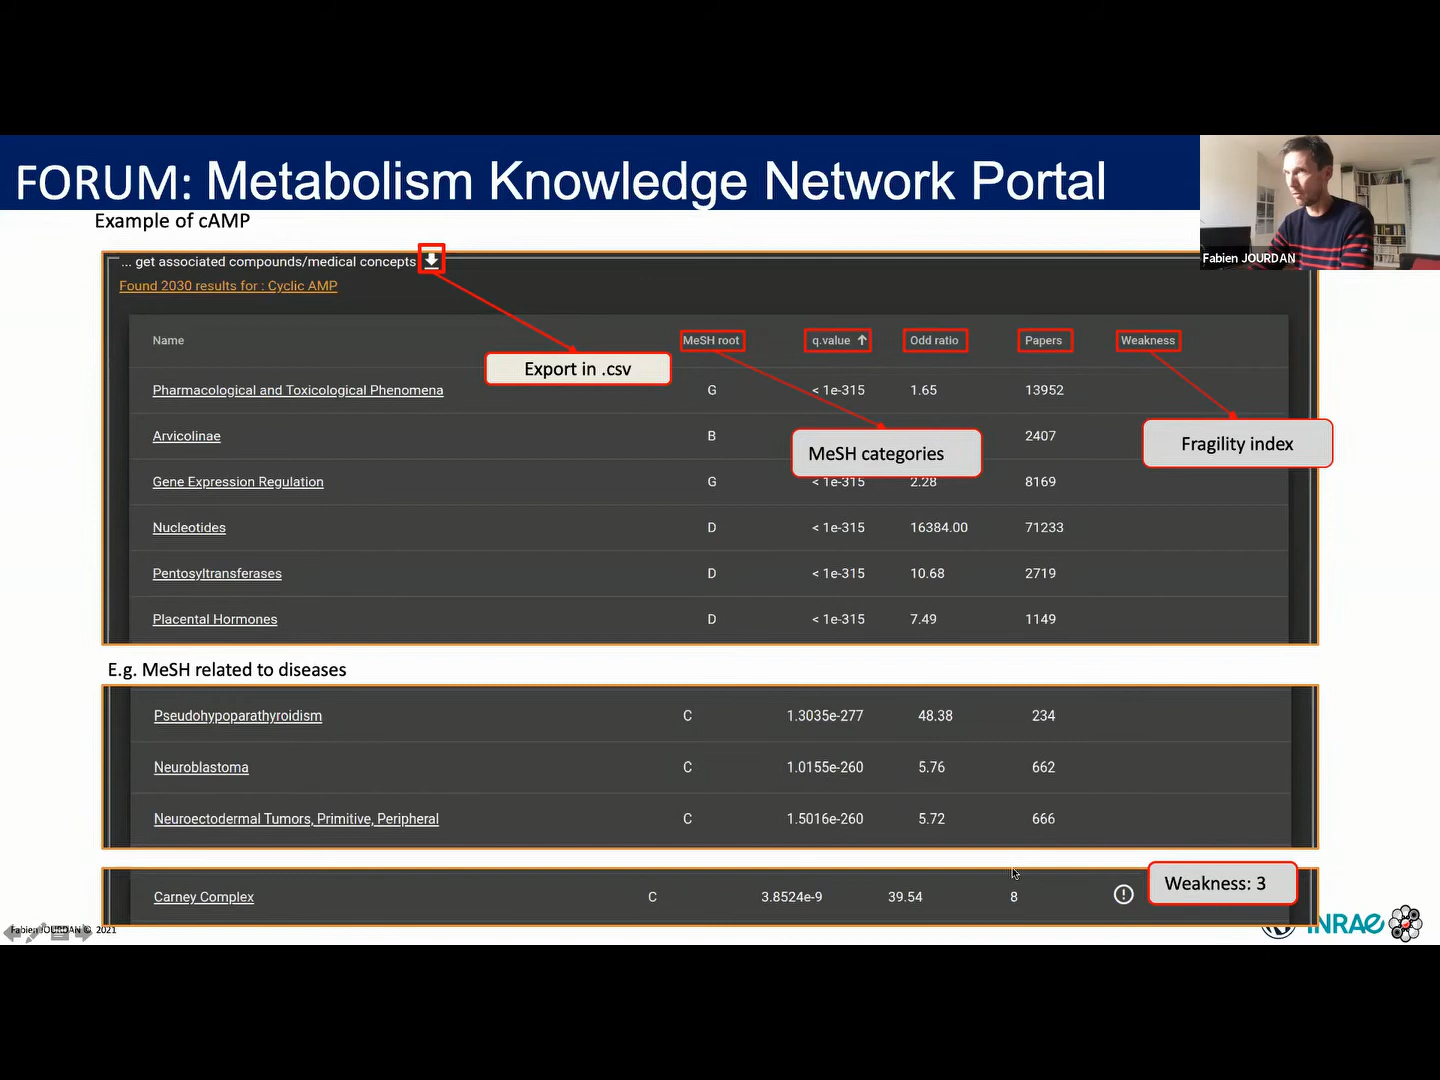 FORUM: Metabolism Knowledge Network Portal
Example of cAMP
Fabien JOURDAN
... get associated compounds/medical concepts
Found 2030 results for : Cyclic AMP
Name MeSH root q.value Odd ratio Papers Weakness
Export in .csv
Pharmacological and Toxicological Phenomena G < 1e-315 1.65 13952
Arvicolinae B 2407
MeSH categories
Fragility index
Gene Expression Regulation G < 1e-315 2.28 8169
Nucleotides D < 1e-315 16384.00 71233
Pentosyltransferases D < 1e-315 10.68 2719
Placental Hormones D < 1e-315 7.49 1149
E.g. MeSH related to diseases
Pseudohypoparathyroidism C 1.3035e-277 48.38 234
Neuroblastoma C 1.0155e-260 5.76 662
Neuroectodermal Tumors, Primitive, Peripheral C 1.5016e-260 5.72 666
Carney Complex C 3.8524e-9 39.54 8 Weakness: 3
Fabien JOURDAN © 2021
INRAE